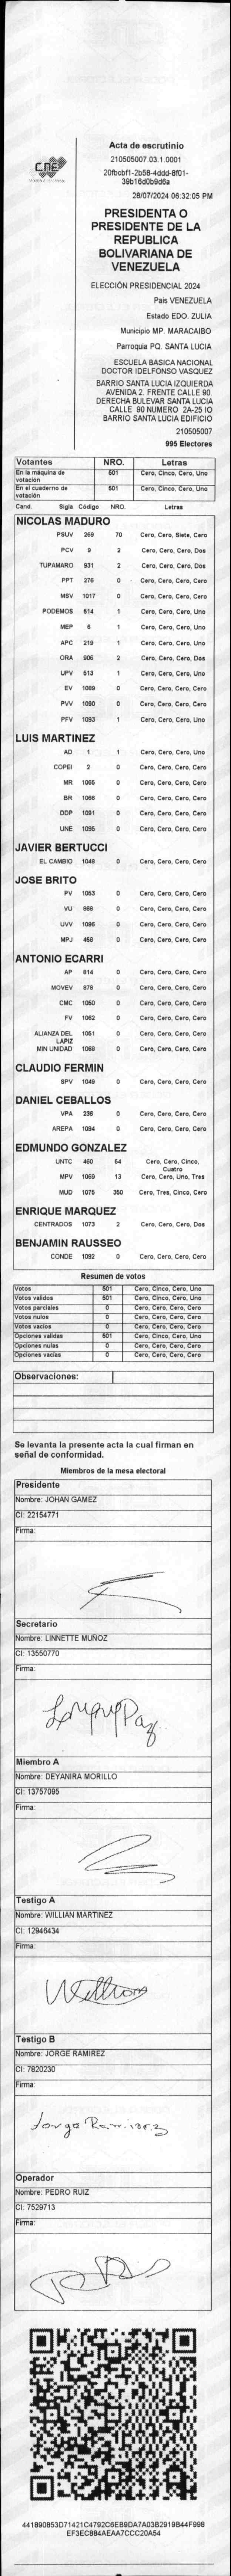 CNE
Acta de escrutinio
210505007.03.1.0001
20fbcbf1-2b58-4ddd-8f01-
39b16d0b9d6a
28/07/2024 06:32:05 PM
PRESIDENTA O
PRESIDENTE DE LA
REPUBLICA
BOLIVARIANA DE
VENEZUELA
ELECCIÓN PRESIDENCIAL 2024
Pais VENEZUELA
Estado EDO. ZULIA
Municipio MP. MARACAIBO
Parroquia PQ. SANTA LUCIA
ESCUELA BASICA NACIONAL
DOCTOR IDELFONSO VASQUEZ
BARRIO SANTA LUCIA IZQUIERDA
AVENIDA 2. FRENTE CALLE 90.
DERECHA BULEVAR SANTA LUCIA
CALLE 90 NUMERO 2A-25 IO
BARRIO SANTA LUCIA EDIFICIO
210505007
995 Electores
Votantes NRO. Letras
En la máquina de votación 501 Cero, Cinco, Cero, Uno
En el cuaderno de votación 501 Cero, Cinco, Cero, Uno
Cand. Sigla Código NRO. Letras
NICOLAS MADURO
PSUV 269 70 Cero, Cero, Siete, Cero
PCV 9 2 Cero, Cero, Cero, Dos
TUPAMARO 931 2 Cero, Cero, Cero, Dos
PPT 276 0 Cero, Cero, Cero, Cero
MSV 1017 0 Cero, Cero, Cero, Cero
PODEMOS 514 1 Cero, Cero, Cero, Uno
MEP 6 1 Cero, Cero, Cero, Uno
APC 219 1 Cero, Cero, Cero, Uno
ORA 906 2 Cero, Cero, Cero, Dos
UPV 513 1 Cero, Cero, Cero, Uno
EV 1089 0 Cero, Cero, Cero, Cero
PVV 1090 0 Cero, Cero, Cero, Cero
PFV 1093 1 Cero, Cero, Cero, Uno
LUIS MARTINEZ
AD 1 1 Cero, Cero, Cero, Uno
COPEI 2 0 Cero, Cero, Cero, Cero
MR 1065 0 Cero, Cero, Cero, Cero
BR 1066 0 Cero, Cero, Cero, Cero
DDP 1091 0 Cero, Cero, Cero, Cero
UNE 1095 0 Cero, Cero, Cero, Cero
JAVIER BERTUCCI
EL CAMBIO 1048 0 Cero, Cero, Cero, Cero
JOSE BRITO
PV 1053 0 Cero, Cero, Cero, Cero
VU 868 0 Cero, Cero, Cero, Cero
UVV 1096 0 Cero, Cero, Cero, Cero
MPJ 459 0 Cero, Cero, Cero, Cero
ANTONIO ECARRI
AP 814 0 Cero, Cero, Cero, Cero
MOVEV 978 0 Cero, Cero, Cero, Cero
CMC 1050 0 Cero, Cero, Cero, Cero
FV 1062 0 Cero, Cero, Cero, Cero
ALIANZA DEL LAPIZ 1051 0 Cero, Cero, Cero, Cero
MIN UNIDAD 1068 0 Cero, Cero, Cero, Cero
CLAUDIO FERMIN
SPV 1049 0 Cero, Cero, Cero, Cero
DANIEL CEBALLOS
VPA 236 0 Cero, Cero, Cero, Cero
AREPA 1094 0 Cero, Cero, Cero, Cero
EDMUNDO GONZALEZ
UNTC 460 54 Cero, Cero, Cinco, Cuatro
MPV 1069 13 Cero, Cero, Uno, Tres
MUD 1075 350 Cero, Tres, Cinco, Cero
ENRIQUE MARQUEZ
CENTRADOS 1073 2 Cero, Cero, Cero, Dos
BENJAMIN RAUSSEO
CONDE 1092 0 Cero, Cero, Cero, Cero
Resumen de votos
Votos 501 Cero, Cinco, Cero, Uno
Votos validos 501 Cero, Cinco, Cero, Uno
Votos parciales 0 Cero, Cero, Cero, Cero
Votos nulos 0 Cero, Cero, Cero, Cero
Votos vacios 0 Cero, Cero, Cero, Cero
Opciones validas 501 Cero, Cinco, Cero, Uno
Opciones nulas 0 Cero, Cero, Cero, Cero
Opciones vacias 0 Cero, Cero, Cero, Cero
Observaciones:
Se levanta la presente acta la cual firman en
señal de conformidad.
Miembros de la mesa electoral
Presidente
Nombre: JOHAN GAMEZ
CI: 22154771
Firma:
Secretario
Nombre: LINNETTE MUÑOZ
CI: 13550770
Firma:
Miembro A
Nombre: DEYANIRA MORILLO
CI: 13757095
Firma:
Testigo A
Nombre: WILLIAN MARTINEZ
CI: 12946434
Firma:
Testigo B
Nombre: JORGE RAMIREZ
CI: 7820230
Firma:
Jorge Ramirez
Operador
Nombre: PEDRO RUIZ
CI: 7529713
Firma:
441890853D71421C4792C6EB9DA7A03B2919B44F998
EF3EC884AEAA7CCC20A54